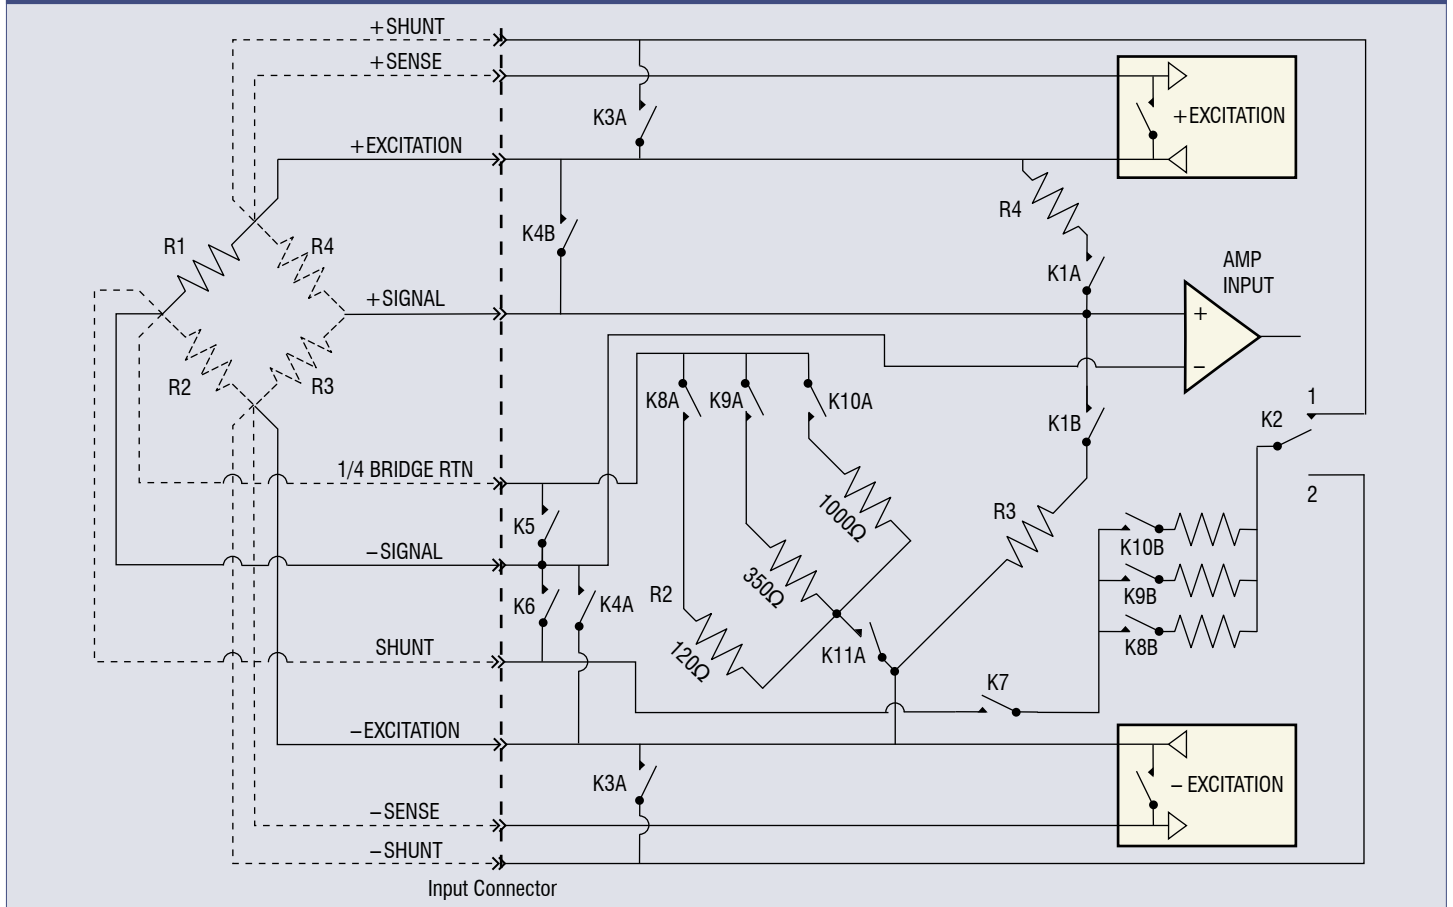 +SHUNT
+SENSE
K3A
+EXCITATION
+EXCITATION
R4
K4B
R1
R4
K1A
AMP
INPUT
+SIGNAL
+
−
R2
R3
K8A
K9A
K10A
1
K2
K1B
1/4 BRIDGE RTN
2
1000Ω
R3
K5
K10B
−SIGNAL
350Ω
K9B
R2
K6
K4A
K8B
120Ω
K11A
SHUNT
K7
−EXCITATION
K3A
− EXCITATION
−SENSE
−SHUNT
Input Connector